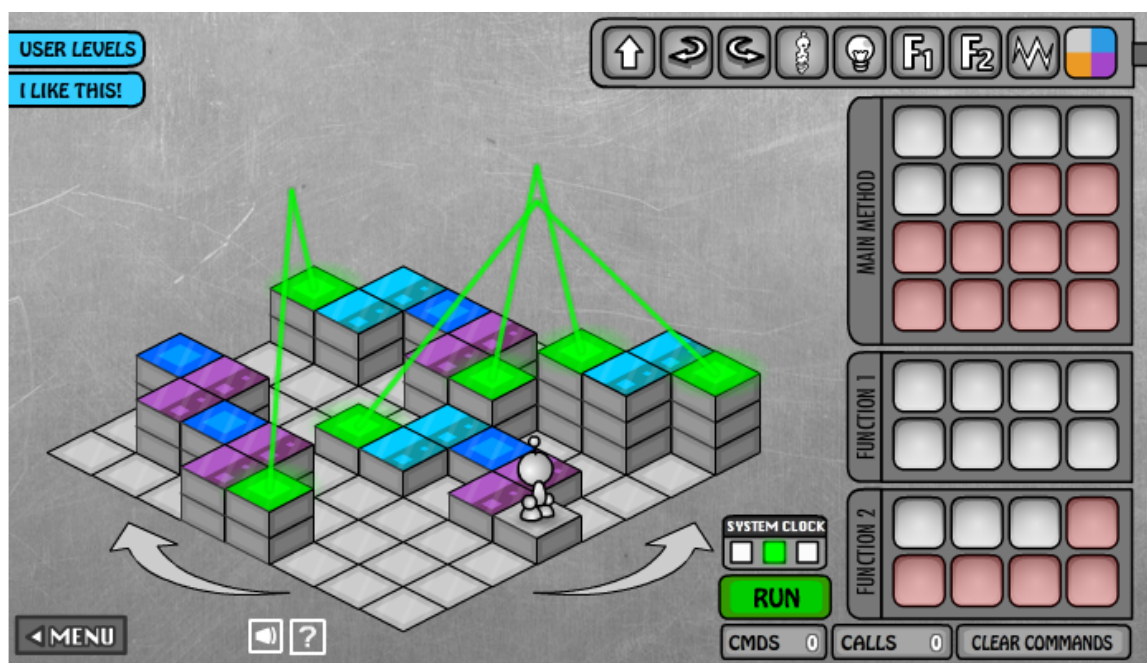 USER LEVELS
I LIKE THIS!
F1
F2
MAIN METHOD
FUNCTION 1
FUNCTION 2
SYSTEM CLOCK
RUN
CMDS 0
CALLS 0
CLEAR COMMANDS
MENU
?